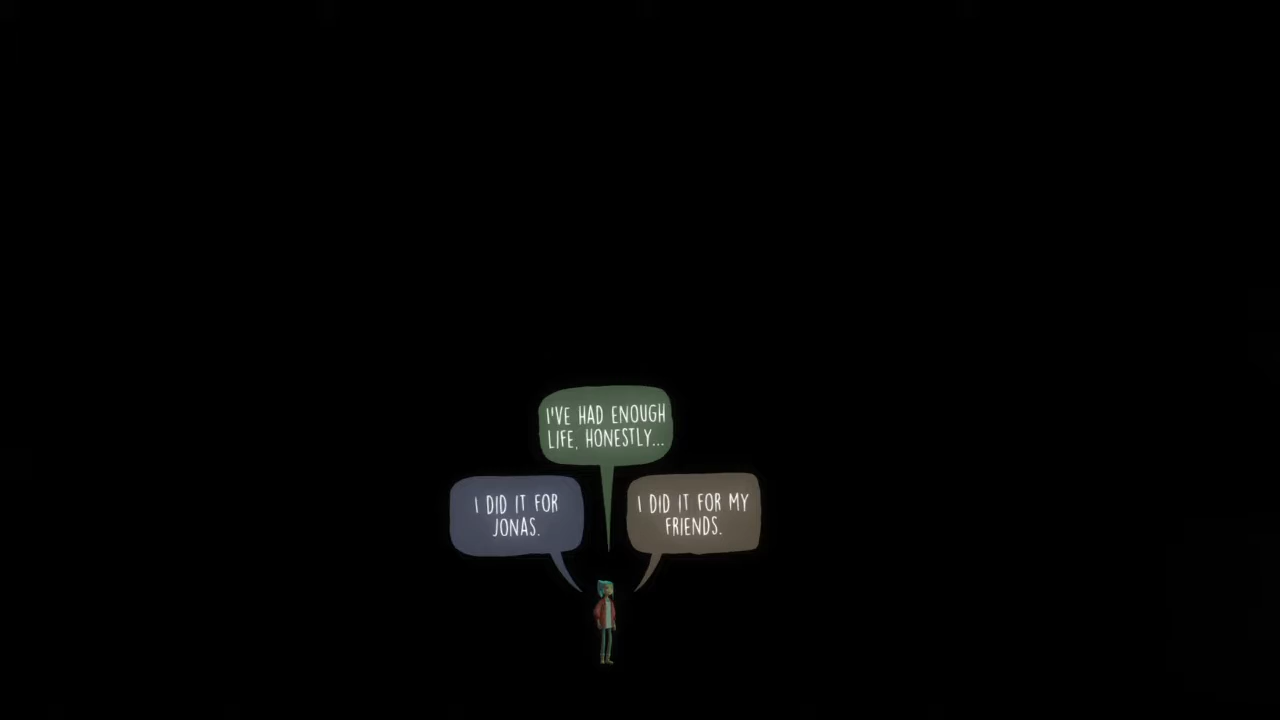 I'VE HAD ENOUGH
LIFE, HONESTLY...
I DID IT FOR
JONAS.
I DID IT FOR MY
FRIENDS.